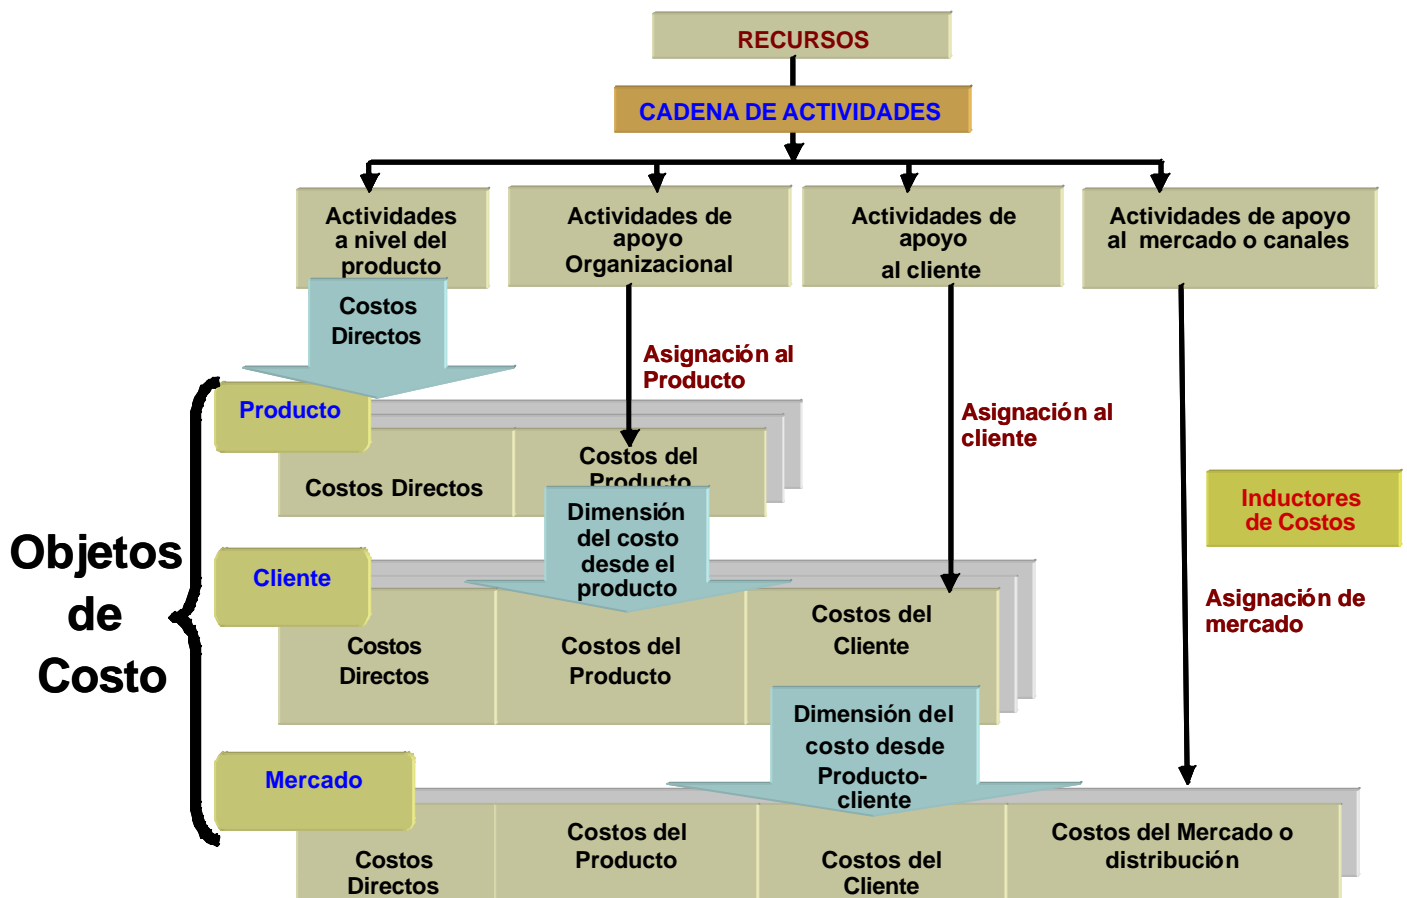 RECURSOS
CADENA DE ACTIVIDADES
Actividades
a nivel del
producto
Actividades de
apoyo
Organizacional
Actividades de
apoyo
al cliente
Actividades de apoyo
al mercado o canales
Costos
Directos
Asignación al
Producto
Asignación al
cliente
Producto
Costos Directos
Costos del
Producto
Inductores
de Costos
Dimensión
del costo
desde el
producto
Objetos
de
Costo
Cliente
Costos
Directos
Costos del
Producto
Costos del
Cliente
Asignación de
mercado
Dimensión del
costo desde
Producto-
cliente
Mercado
Costos
Directos
Costos del
Producto
Costos del
Cliente
Costos del Mercado o
distribución